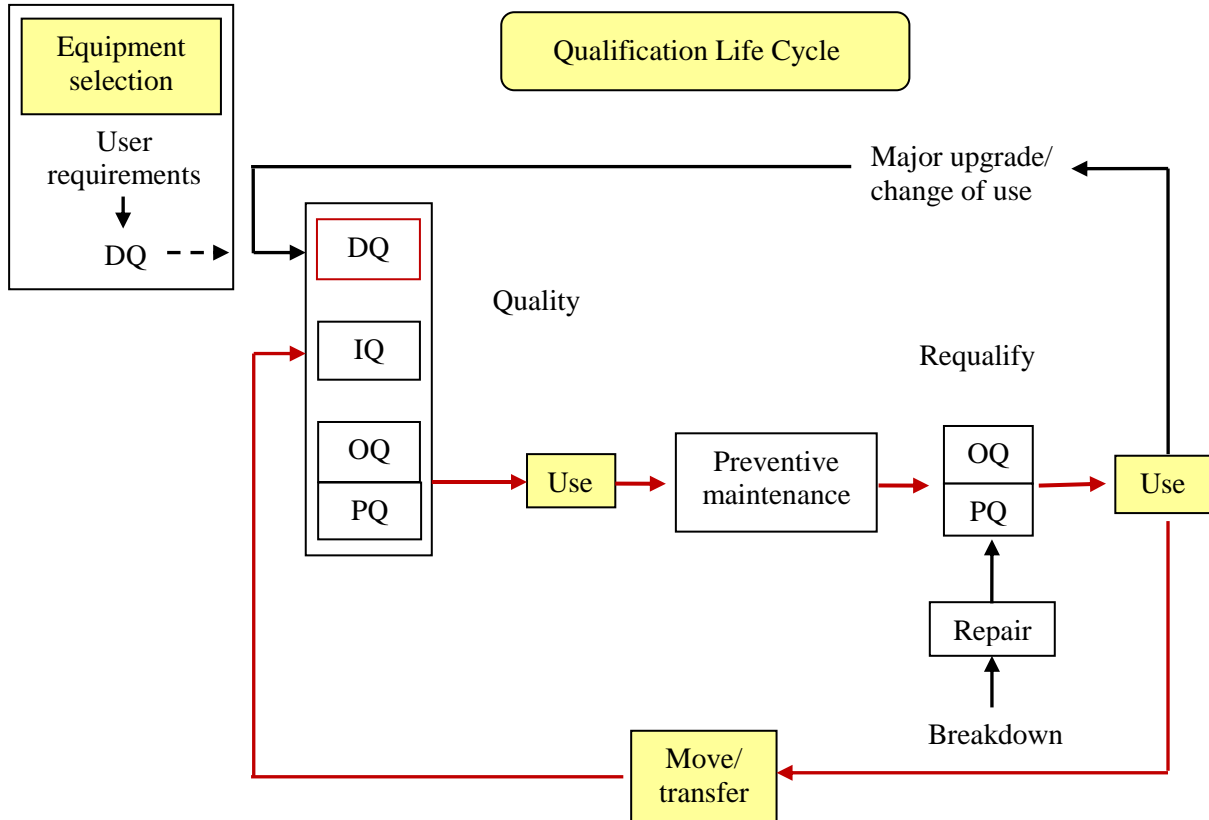 Equipment
selection
Qualification Life Cycle
User
requirements
DQ
Major upgrade/
change of use
DQ
Quality
IQ
Requalify
OQ
PQ
Use
Preventive
maintenance
OQ
PQ
Use
Repair
Breakdown
Move/
transfer